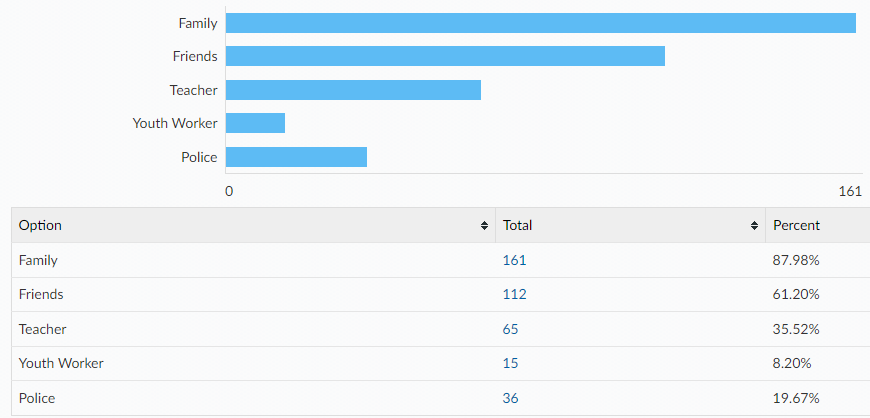 Family
Friends
Teacher
Youth Worker
Police
0 161
Option Total Percent
Family 161 87.98%
Friends 112 61.20%
Teacher 65 35.52%
Youth Worker 15 8.20%
Police 36 19.67%